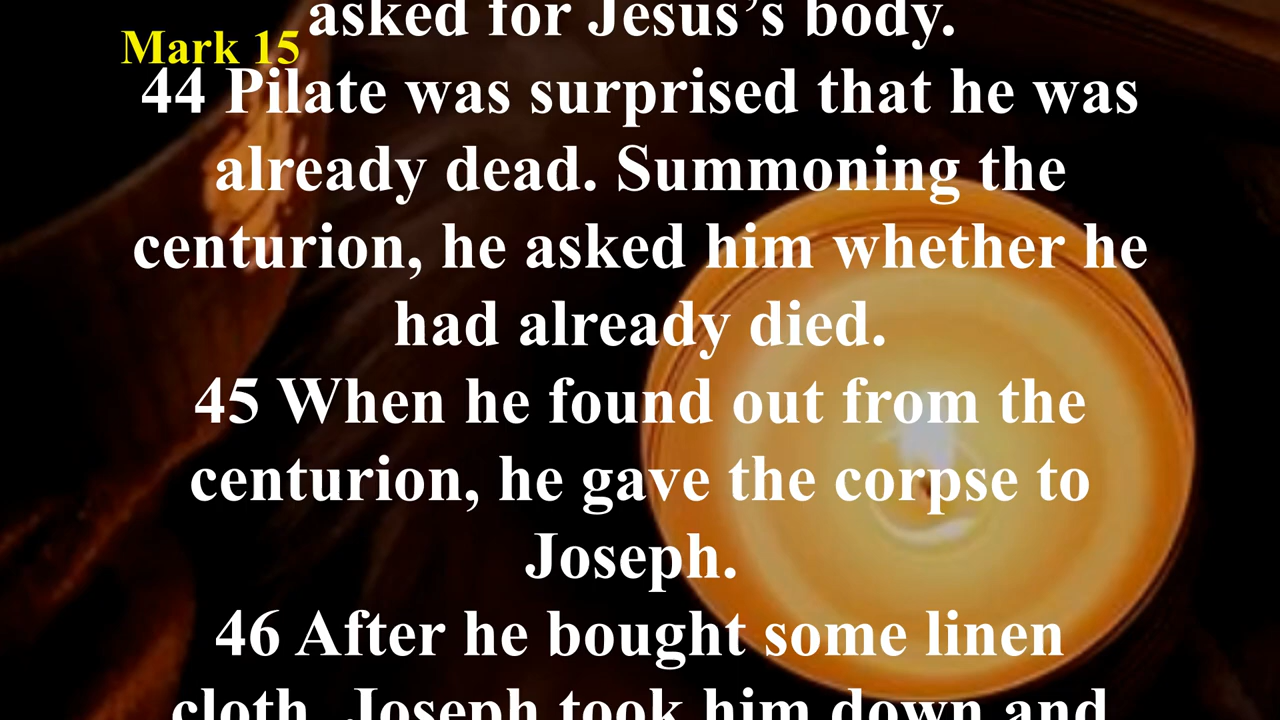 asked for Jesus’s body.
Mark 15
44 Pilate was surprised that he was
already dead. Summoning the
centurion, he asked him whether he
had already died.
45 When he found out from the
centurion, he gave the corpse to
Joseph.
46 After he bought some linen
cloth, Joseph took him down and